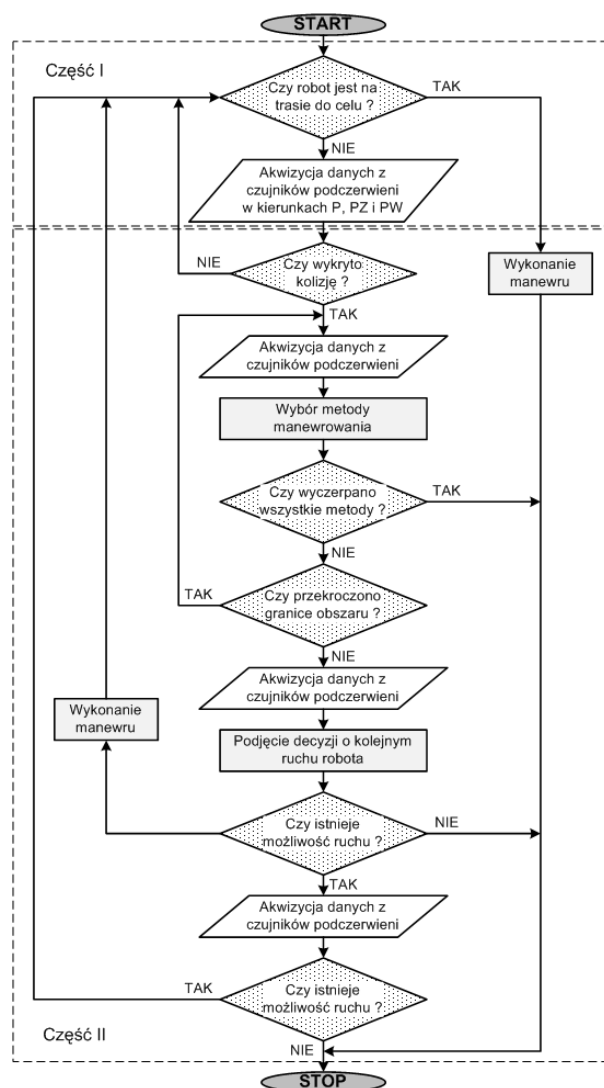 START
Część I
Czy robot jest na
trasie do celu ?
TAK
NIE
Akwizycja danych z
czujników podczerwieni
w kierunkach P, PZ i PW
NIE
Czy wykryto
kolizję ?
Wykonanie
manewru
TAK
Akwizycja danych z
czujników podczerwieni
Wybór metody
manewrowania
Czy wyczerpano
wszystkie metody ?
TAK
NIE
TAK
Czy przekroczono
granice obszaru ?
NIE
Akwizycja danych z
czujników podczerwieni
Wykonanie
manewru
Podjęcie decyzji o kolejnym
ruchu robota
Czy istnieje
możliwość ruchu ?
NIE
TAK
Akwizycja danych z
czujników podczerwieni
TAK
Czy istnieje
możliwość ruchu ?
Część II
NIE
STOP